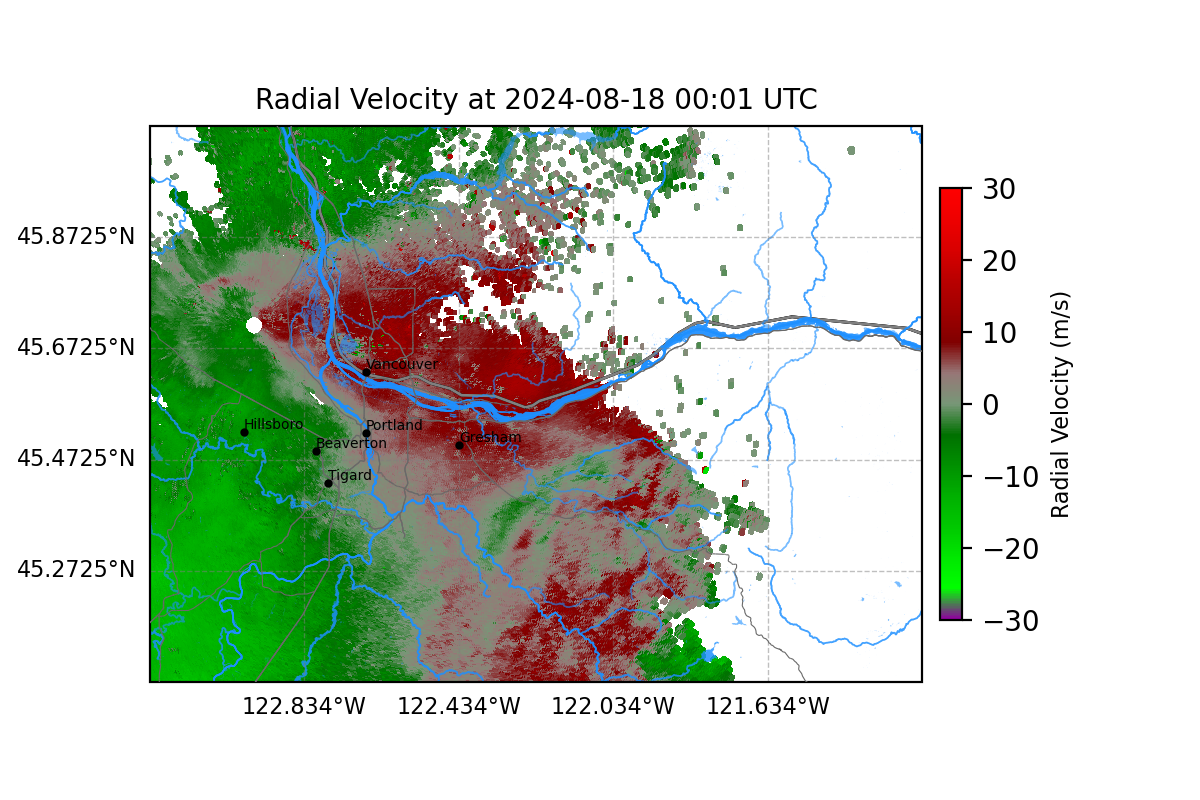 Radial Velocity at 2024-08-18 00:01 UTC
45.8725°N
45.6725°N
45.4725°N
45.2725°N
122.834°W
122.434°W
122.034°W
121.634°W
Vancouver
Hillsboro
Portland
Beaverton
Gresham
Tigard
30
20
10
0
−10
−20
−30
Radial Velocity (m/s)